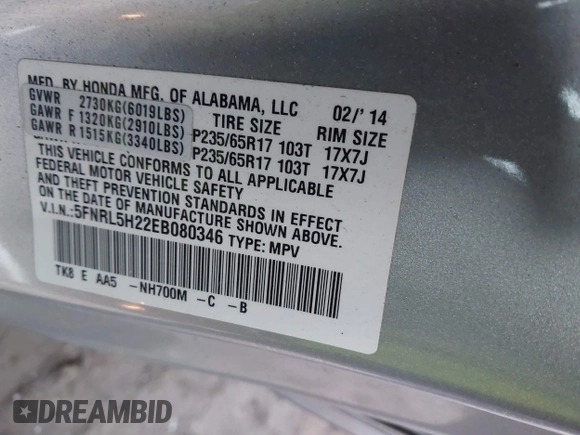 MFD. BY HONDA MFG. OF ALABAMA, LLC 02/' 14
GVWR 2730KG(6019LBS) TIRE SIZE RIM SIZE
GAWR F 1320KG(2910LBS) P235/65R17 103T 17X7J
GAWR R 1515KG(3340LBS) P235/65R17 103T 17X7J
THIS VEHICLE CONFORMS TO ALL APPLICABLE
FEDERAL MOTOR VEHICLE SAFETY
AND THEFT PREVENTION STANDARDS IN EFFECT
ON THE DATE OF MANUFACTURE SHOWN ABOVE.
V.I.N.:5FNRL5H22EB080346 TYPE: MPV
TK8 E AA5 -NH700M -C -B
DREAMBID